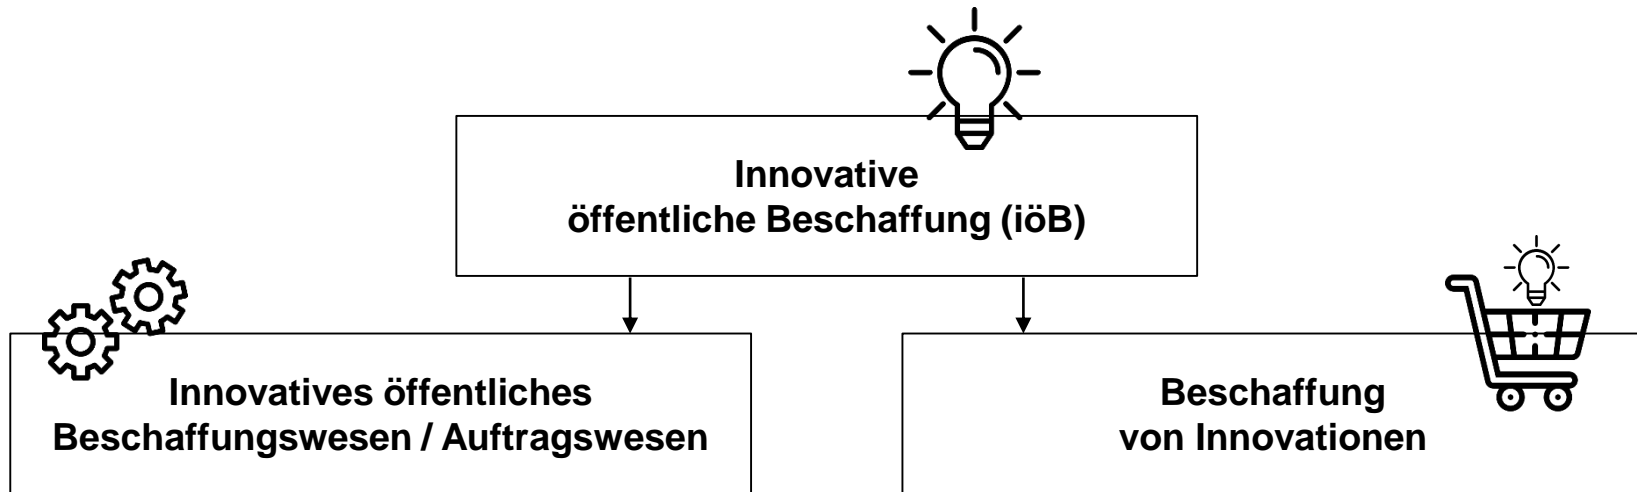 Innovative
öffentliche Beschaffung (iöB)
Innovatives öffentliches
Beschaffungswesen / Auftragswesen
Beschaffung
von Innovationen